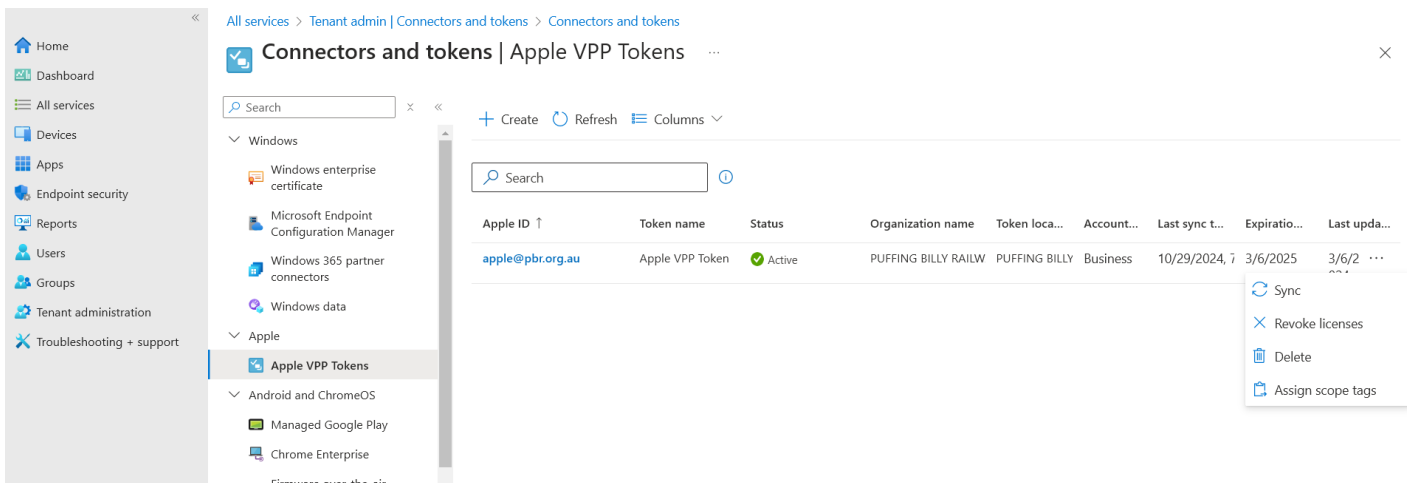 «
All services > Tenant admin | Connectors and tokens > Connectors and tokens
Connectors and tokens | Apple VPP Tokens ...
Home
Dashboard
All services
Devices
Apps
Endpoint security
Reports
Users
Groups
Tenant administration
Troubleshooting + support
Search
«
Windows
Windows enterprise
certificate
Microsoft Endpoint
Configuration Manager
Windows 365 partner
connectors
Windows data
Apple
Apple VPP Tokens
Android and ChromeOS
Managed Google Play
Chrome Enterprise
Firmware over-the-air
+ Create Refresh Columns
Search
Apple ID ↑ Token name Status Organization name Token loca... Account... Last sync t... Expiratio... Last upda...
apple@pbr.org.au Apple VPP Token Active PUFFING BILLY RAILW PUFFING BILLY Business 10/29/2024, 7 3/6/2025 3/6/2 ...
Sync
Revoke licenses
Delete
Assign scope tags